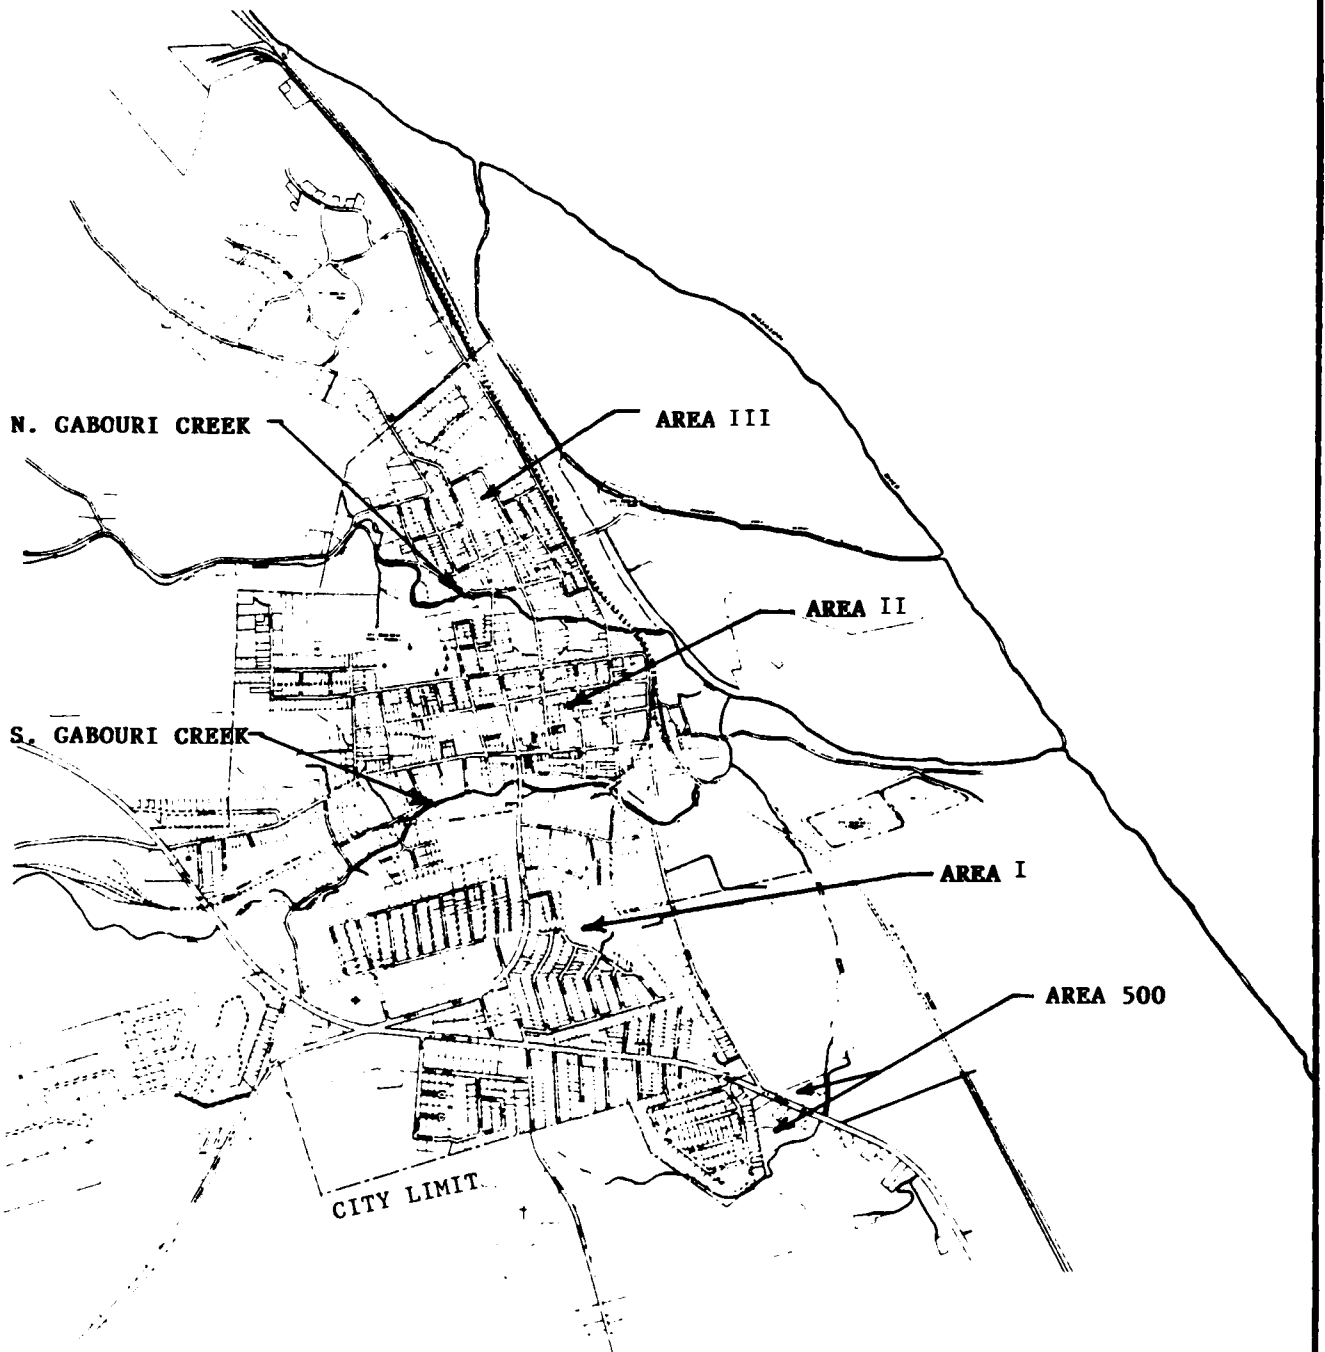 N. GABOURI CREEK
AREA III
AREA II
S. GABOURI CREEK
AREA I
AREA 500
CITY LIMIT